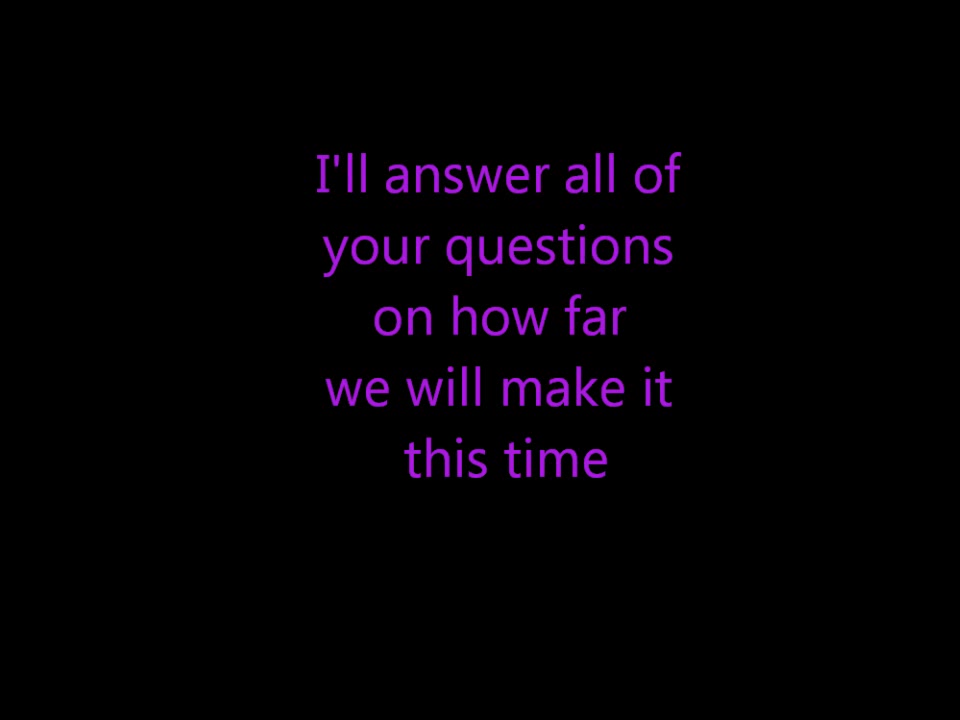 I'll answer all of
your questions
on how far
we will make it
this time